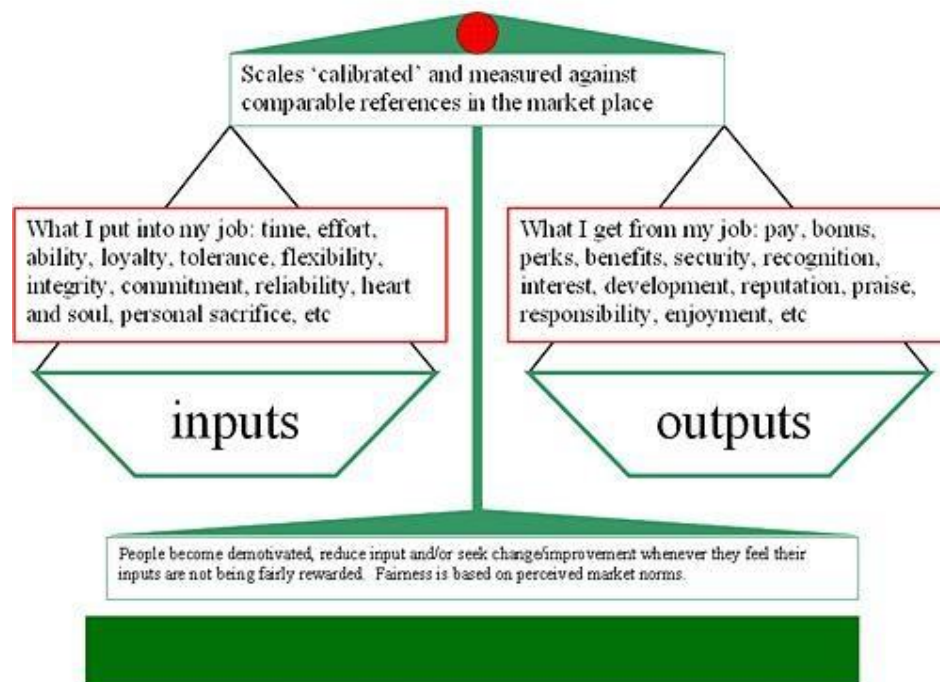 Scales ‘calibrated’ and measured against
comparable references in the market place
What I put into my job: time, effort,
ability, loyalty, tolerance, flexibility,
integrity, commitment, reliability, heart
and soul, personal sacrifice, etc
What I get from my job: pay, bonus,
perks, benefits, security, recognition,
interest, development, reputation, praise,
responsibility, enjoyment, etc
inputs
outputs
People become demotivated, reduce input and/or seek change/improvement whenever they feel their
inputs are not being fairly rewarded.  Fairness is based on perceived market norms.